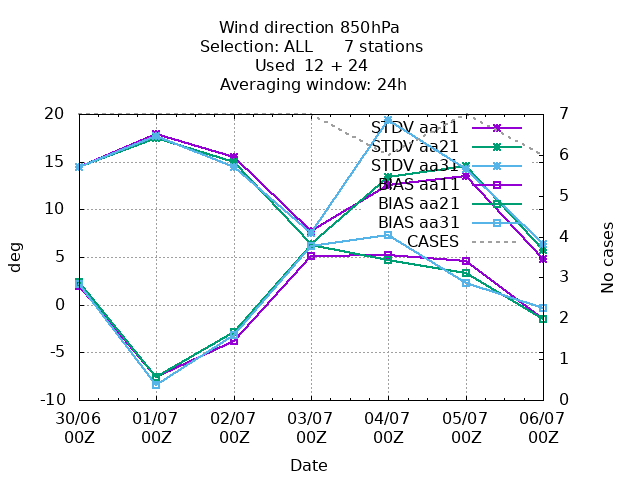 Wind direction 850hPa
Selection: ALL 7 stations
Used 12 + 24
Averaging window: 24h
20
15
10
5
0
-5
-10
7
6
5
4
3
2
1
0
deg
No cases
STDV aa11
STDV aa21
STDV aa31
BIAS aa11
BIAS aa21
BIAS aa31
CASES
30/06 01/07 02/07 03/07 04/07 05/07 06/07
00Z 00Z 00Z 00Z 00Z 00Z 00Z
Date